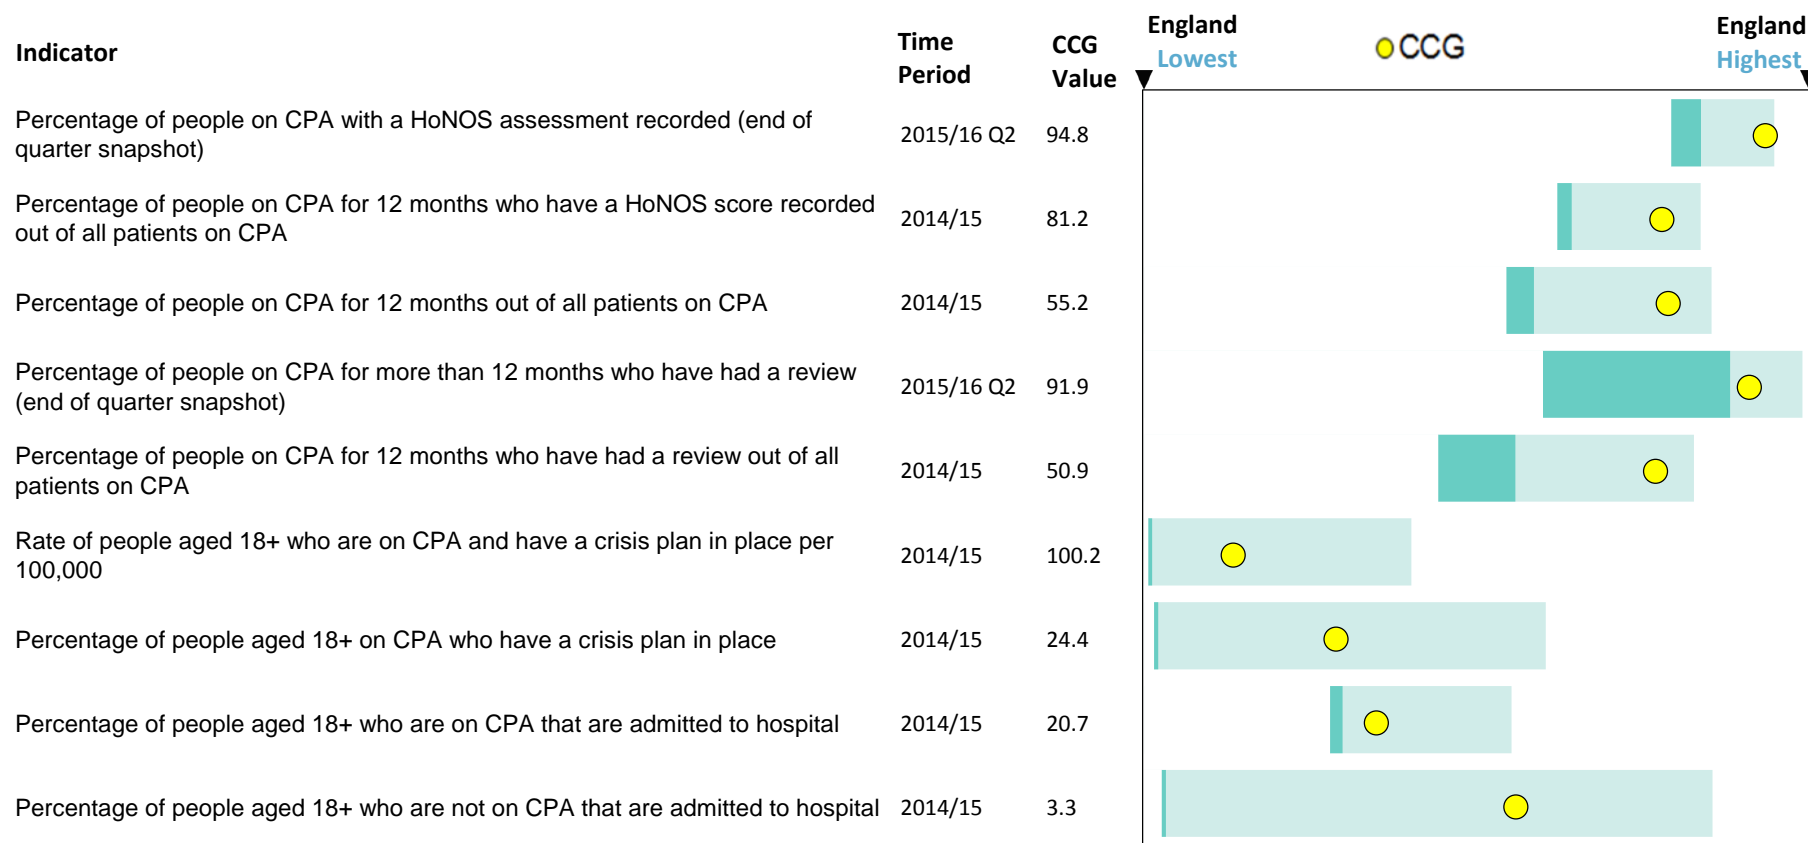 Indicator
Time
Period
CCG
Value
England
Lowest
CCG
England
Highest
Percentage of people on CPA with a HoNOS assessment recorded (end of
quarter snapshot)
2015/16 Q2
94.8
Percentage of people on CPA for 12 months who have a HoNOS score recorded
out of all patients on CPA
2014/15
81.2
Percentage of people on CPA for 12 months out of all patients on CPA
2014/15
55.2
Percentage of people on CPA for more than 12 months who have had a review
(end of quarter snapshot)
2015/16 Q2
91.9
Percentage of people on CPA for 12 months who have had a review out of all
patients on CPA
2014/15
50.9
Rate of people aged 18+ who are on CPA and have a crisis plan in place per
100,000
2014/15
100.2
Percentage of people aged 18+ on CPA who have a crisis plan in place
2014/15
24.4
Percentage of people aged 18+ who are on CPA that are admitted to hospital
2014/15
20.7
Percentage of people aged 18+ who are not on CPA that are admitted to hospital
2014/15
3.3